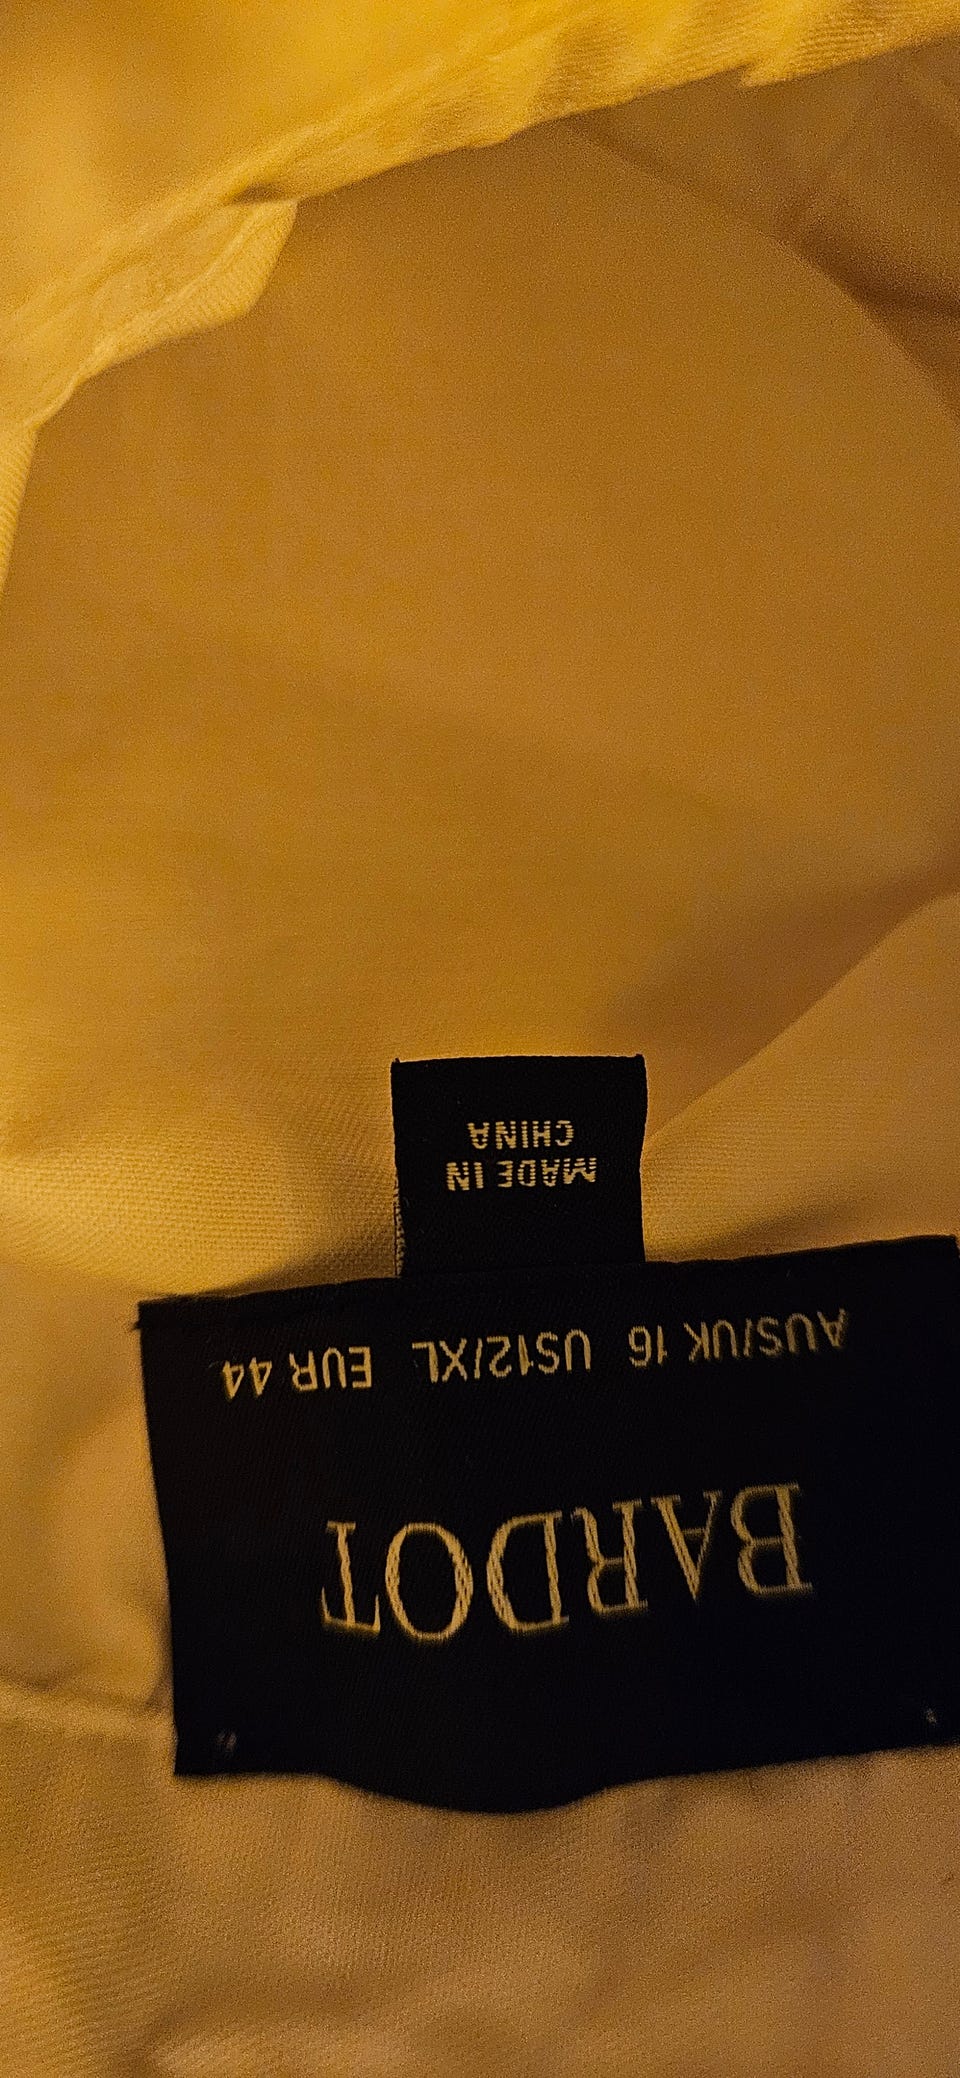 BARDOT
AUS/UK 16 US12/XL EUR 44
MADE IN
CHINA